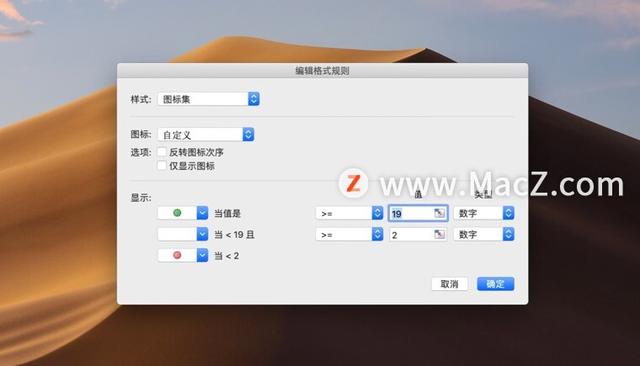 编辑格式规则
样式: 图标集
图标: 自定义
选项: 反转图标次序
仅显示图标
Z www.MacZ.com
显示: 值 类型
当值是 >= 19 数字
当 < 19 且 >= 2 数字
当 < 2
取消 确定